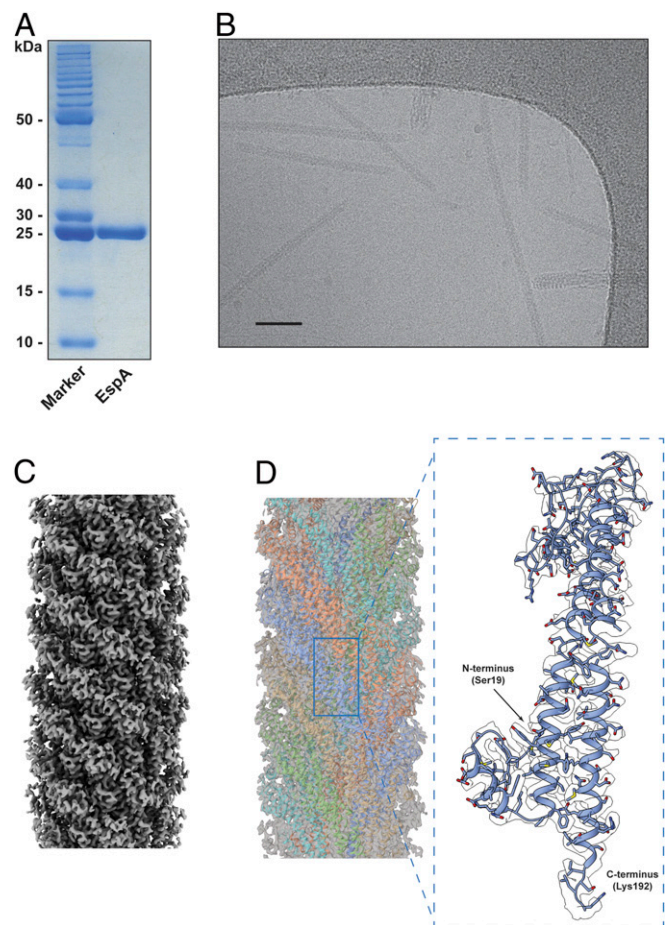 A
kDa
50 -
40 -
30 -
25 -
15 -
10 -
Marker
EspA
B
C
D
N-terminus
(Ser19)
C-terminus
(Lys192)